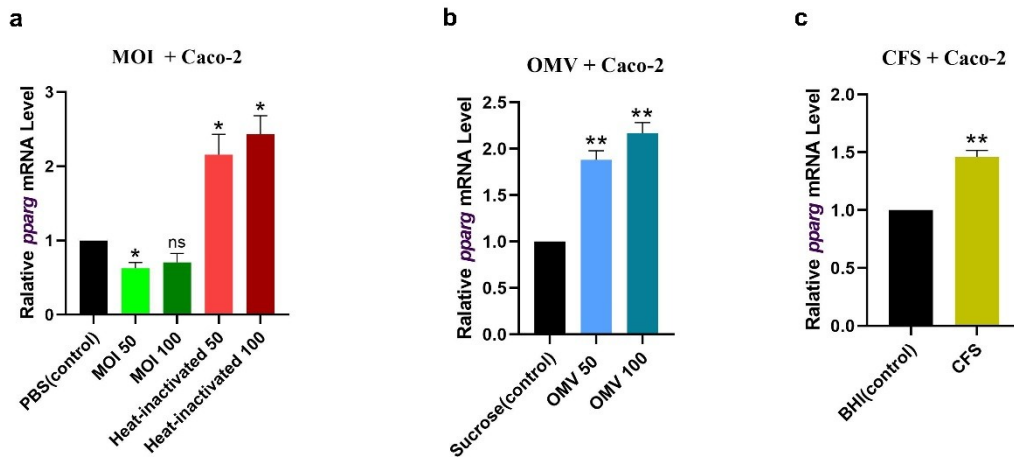 a
MOI + Caco-2
Ralative pparg mRNA Level
3
2
1
0
*
ns
*
*
PBS(control)
MOI 50
MOI 100
Heat-inactivated 50
Heat-inactivated 100
b
OMV + Caco-2
Ralative pparg mRNA Level
2.5
2.0
1.5
1.0
0.5
0.0
**
**
Sucrose(control)
OMV 50
OMV 100
c
CFS + Caco-2
Ralative pparg mRNA Level
2.0
1.5
1.0
0.5
0.0
**
BHI(control)
CFS